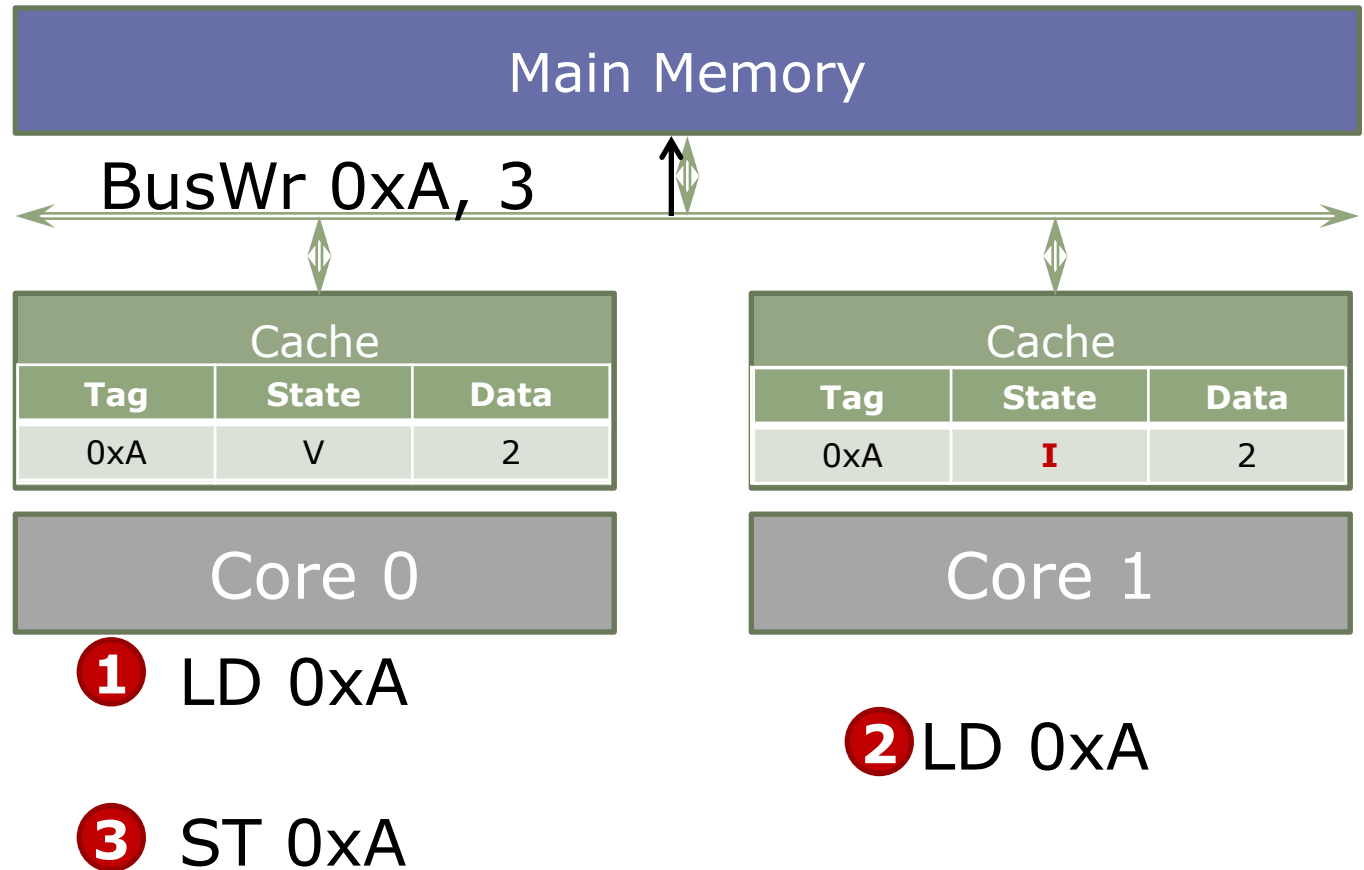 Main Memory
BusWr 0xA, 3
Cache
Tag State Data
0xA V 2
Cache
Tag State Data
0xA I 2
Core 0
Core 1
1 LD 0xA
2 LD 0xA
3 ST 0xA